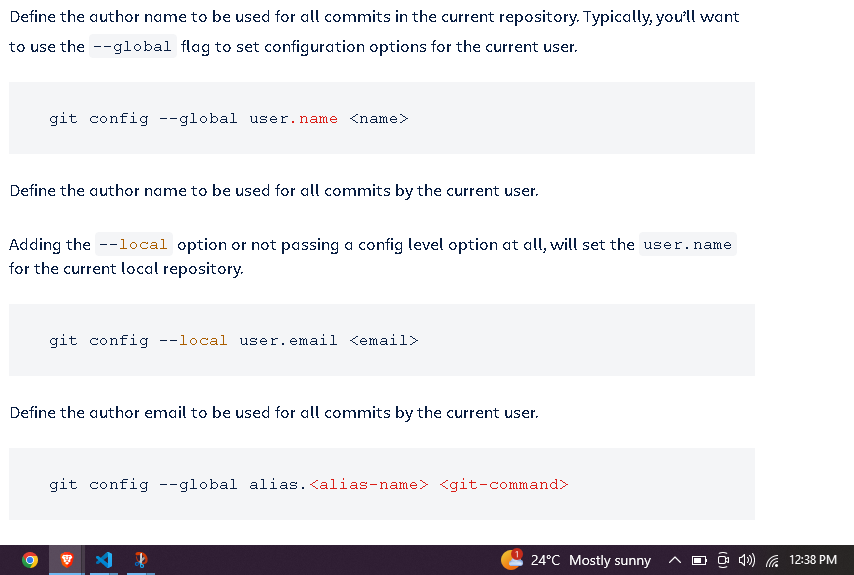 Define the author name to be used for all commits in the current repository. Typically, you'll want
to use the --global flag to set configuration options for the current user.
git config --global user.name <name>
Define the author name to be used for all commits by the current user.
Adding the --local option or not passing a config level option at all, will set the user.name
for the current local repository.
git config --local user.email <email>
Define the author email to be used for all commits by the current user.
git config --global alias.<alias-name> <git-command>
1 24°C Mostly sunny 12:38 PM